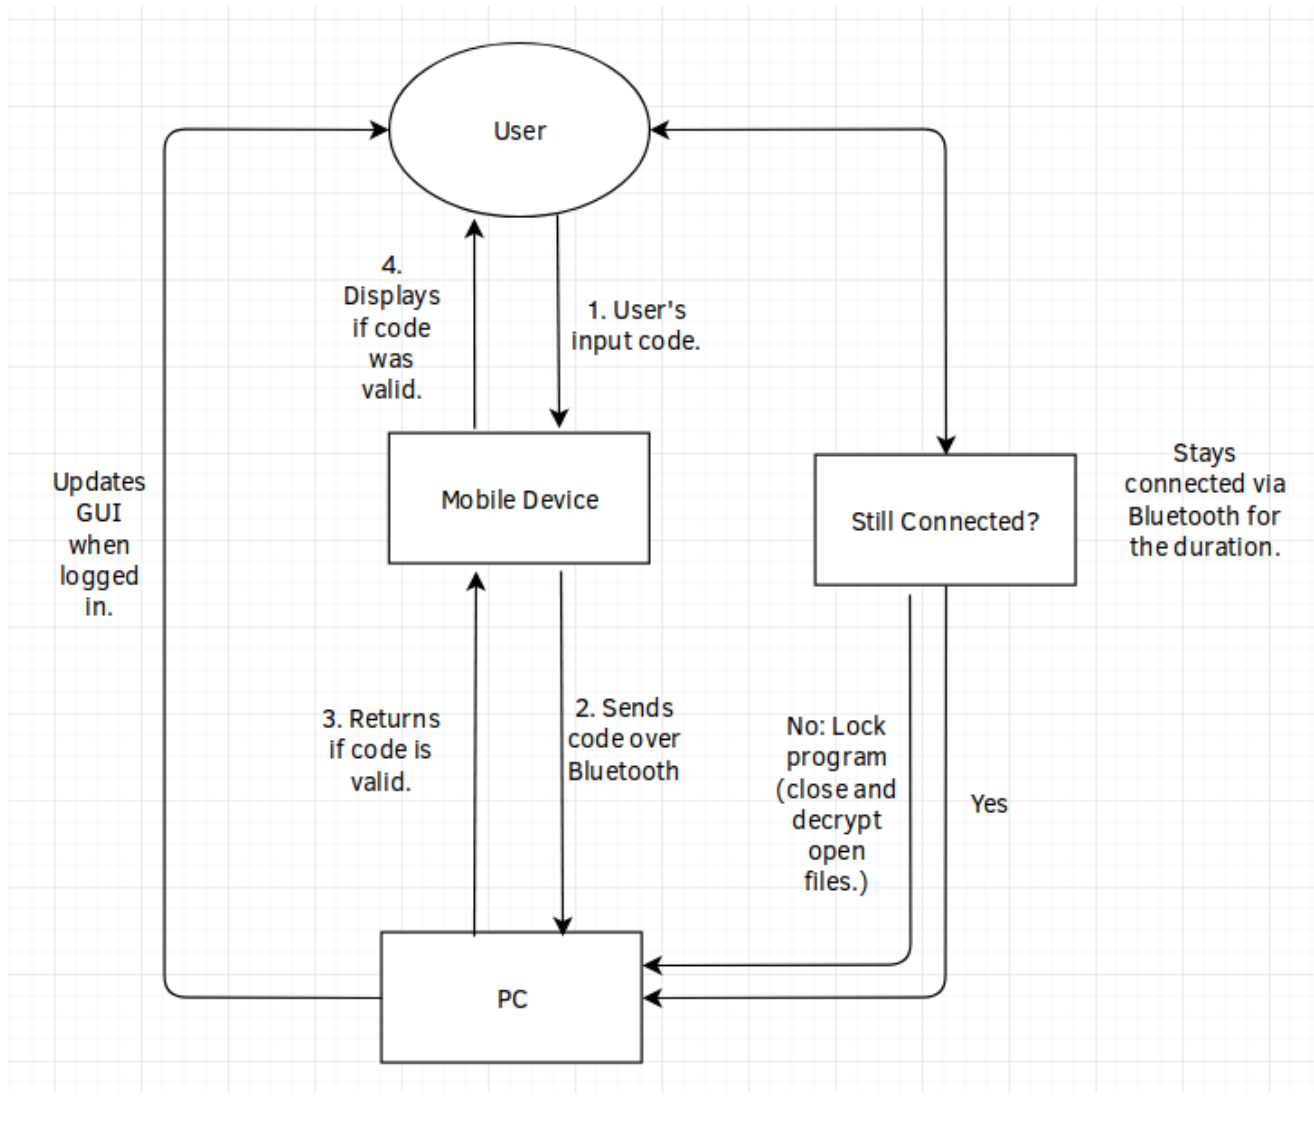 User
4.
Displays
if code
was
valid.
1. User's
input code.
Updates
GUI
when
logged
in.
Mobile Device
Still Connected?
Stays
connected via
Bluetooth for
the duration.
3. Returns
if code is
valid.
2. Sends
code over
Bluetooth
No: Lock
program
(close and
decrypt
open
files.)
Yes
PC